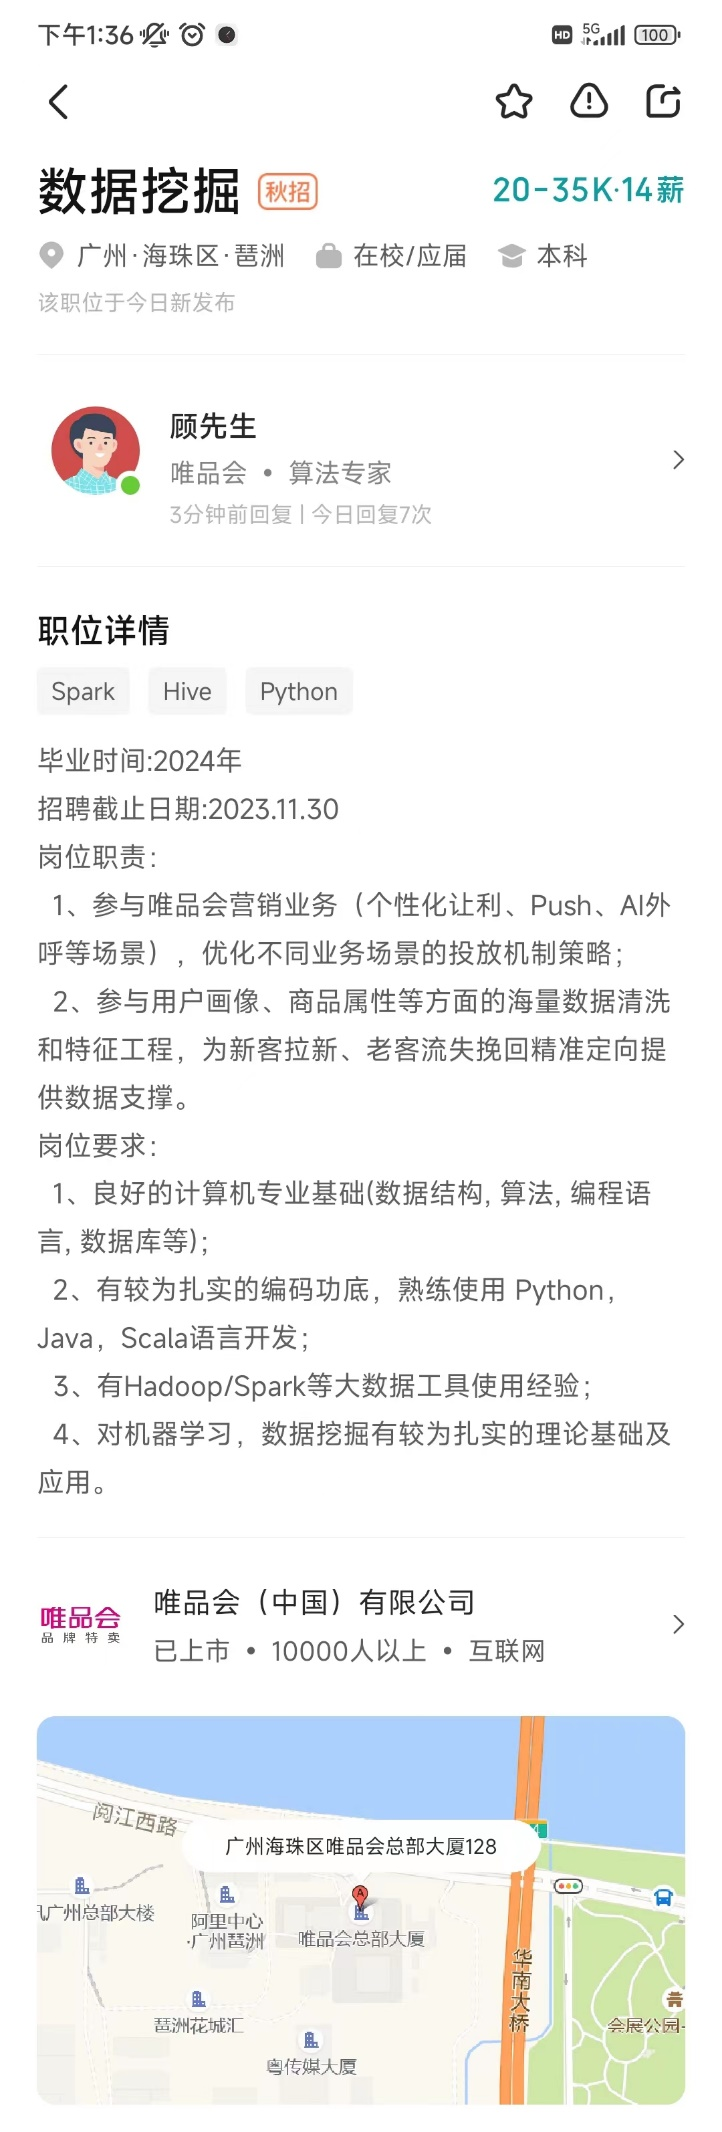 下午1:36
HD 5G 100
数据挖掘 秋招 20-35K·14薪
广州·海珠区·琶洲 在校/应届 本科
该职位于今日新发布
顾先生
唯品会 • 算法专家
3分钟前回复 | 今日回复7次
职位详情
Spark Hive Python
毕业时间:2024年
招聘截止日期:2023.11.30
岗位职责：
1、参与唯品会营销业务（个性化让利、Push、AI外
呼等场景），优化不同业务场景的投放机制策略；
2、参与用户画像、商品属性等方面的海量数据清洗
和特征工程，为新客拉新、老客流失挽回精准定向提
供数据支撑。
岗位要求：
1、良好的计算机专业基础(数据结构, 算法, 编程语
言, 数据库等)；
2、有较为扎实的编码功底，熟练使用 Python，
Java，Scala语言开发；
3、有Hadoop/Spark等大数据工具使用经验；
4、对机器学习，数据挖掘有较为扎实的理论基础及
应用。
唯品会
品牌特卖
唯品会（中国）有限公司
已上市 • 10000人以上 • 互联网
阅江西路
广州海珠区唯品会总部大厦128
A
广州总部大楼
阿里中心
·广州琶洲
唯品会总部大厦
华南大桥
琶洲花城汇
会展公园-
粤传媒大厦